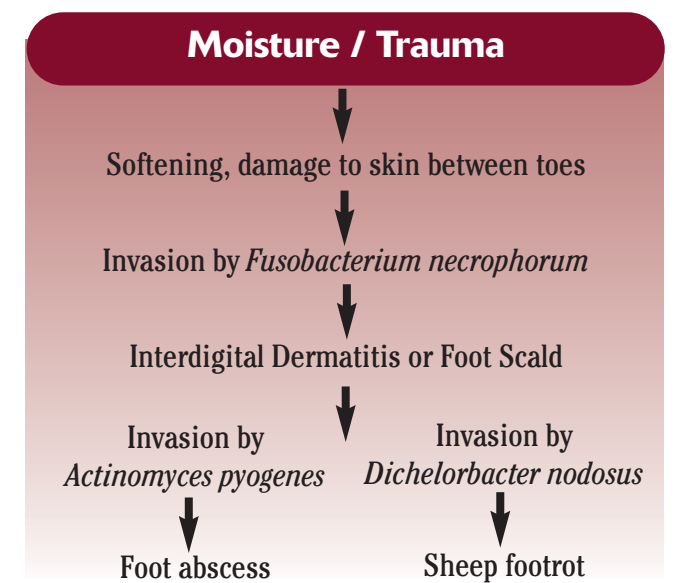 Moisture / Trauma
Softening, damage to skin between toes
Invasion by Fusobacterium necrophorum
Interdigital Dermatitis or Foot Scald
Invasion by
Actinomyces pyogenes
Invasion by
Dichelorbacter nodosus
Foot abscess
Sheep footrot